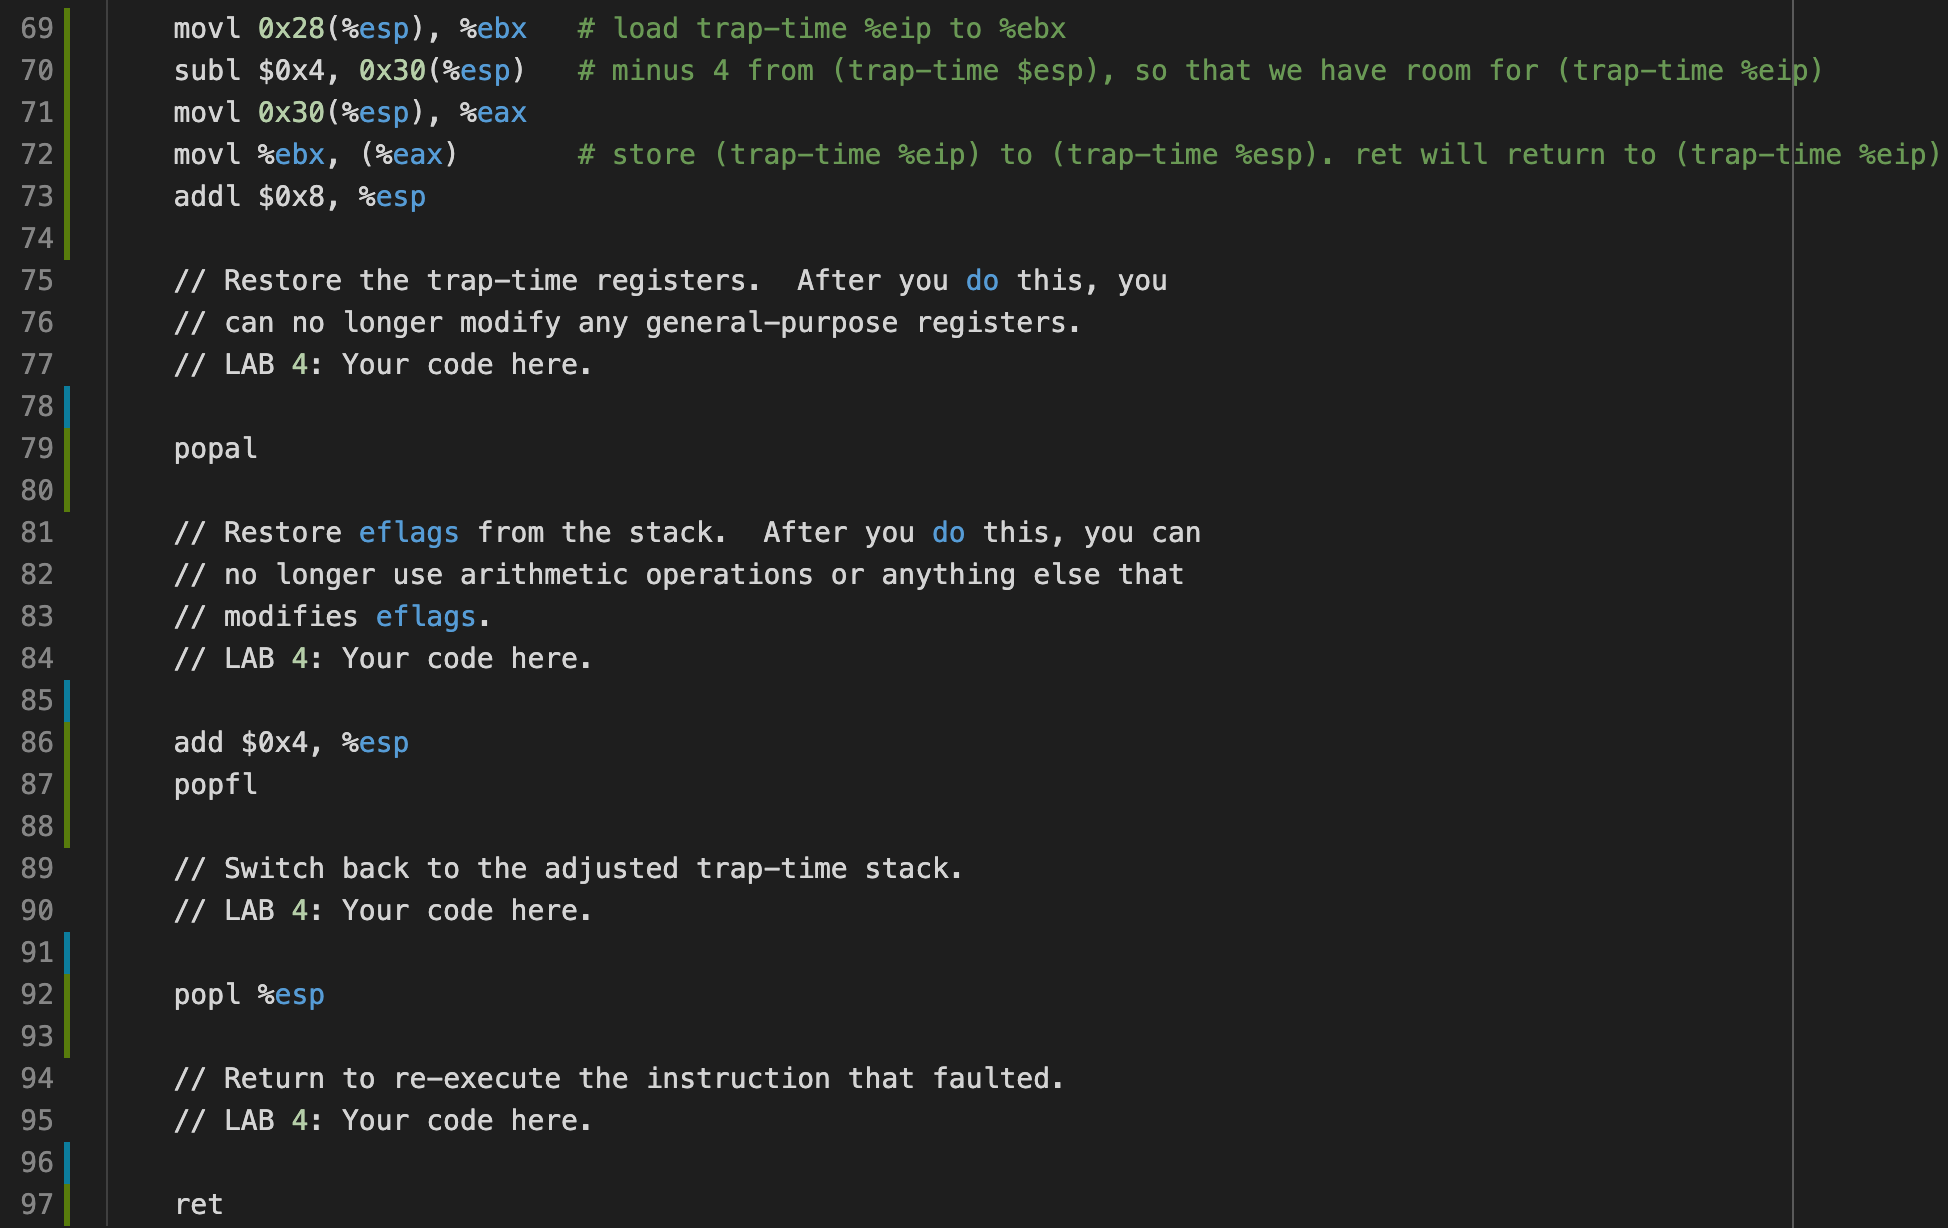 69 movl 0x28(%esp), %ebx # load trap-time %eip to %ebx
70 subl $0x4, 0x30(%esp) # minus 4 from (trap-time $esp), so that we have room for (trap-time %eip)
71 movl 0x30(%esp), %eax
72 movl %ebx, (%eax) # store (trap-time %eip) to (trap-time %esp). ret will return to (trap-time %eip)
73 addl $0x8, %esp
74
75 // Restore the trap-time registers.  After you do this, you
76 // can no longer modify any general-purpose registers.
77 // LAB 4: Your code here.
78
79 popal
80
81 // Restore eflags from the stack.  After you do this, you can
82 // no longer use arithmetic operations or anything else that
83 // modifies eflags.
84 // LAB 4: Your code here.
85
86 add $0x4, %esp
87 popfl
88
89 // Switch back to the adjusted trap-time stack.
90 // LAB 4: Your code here.
91
92 popl %esp
93
94 // Return to re-execute the instruction that faulted.
95 // LAB 4: Your code here.
96
97 ret